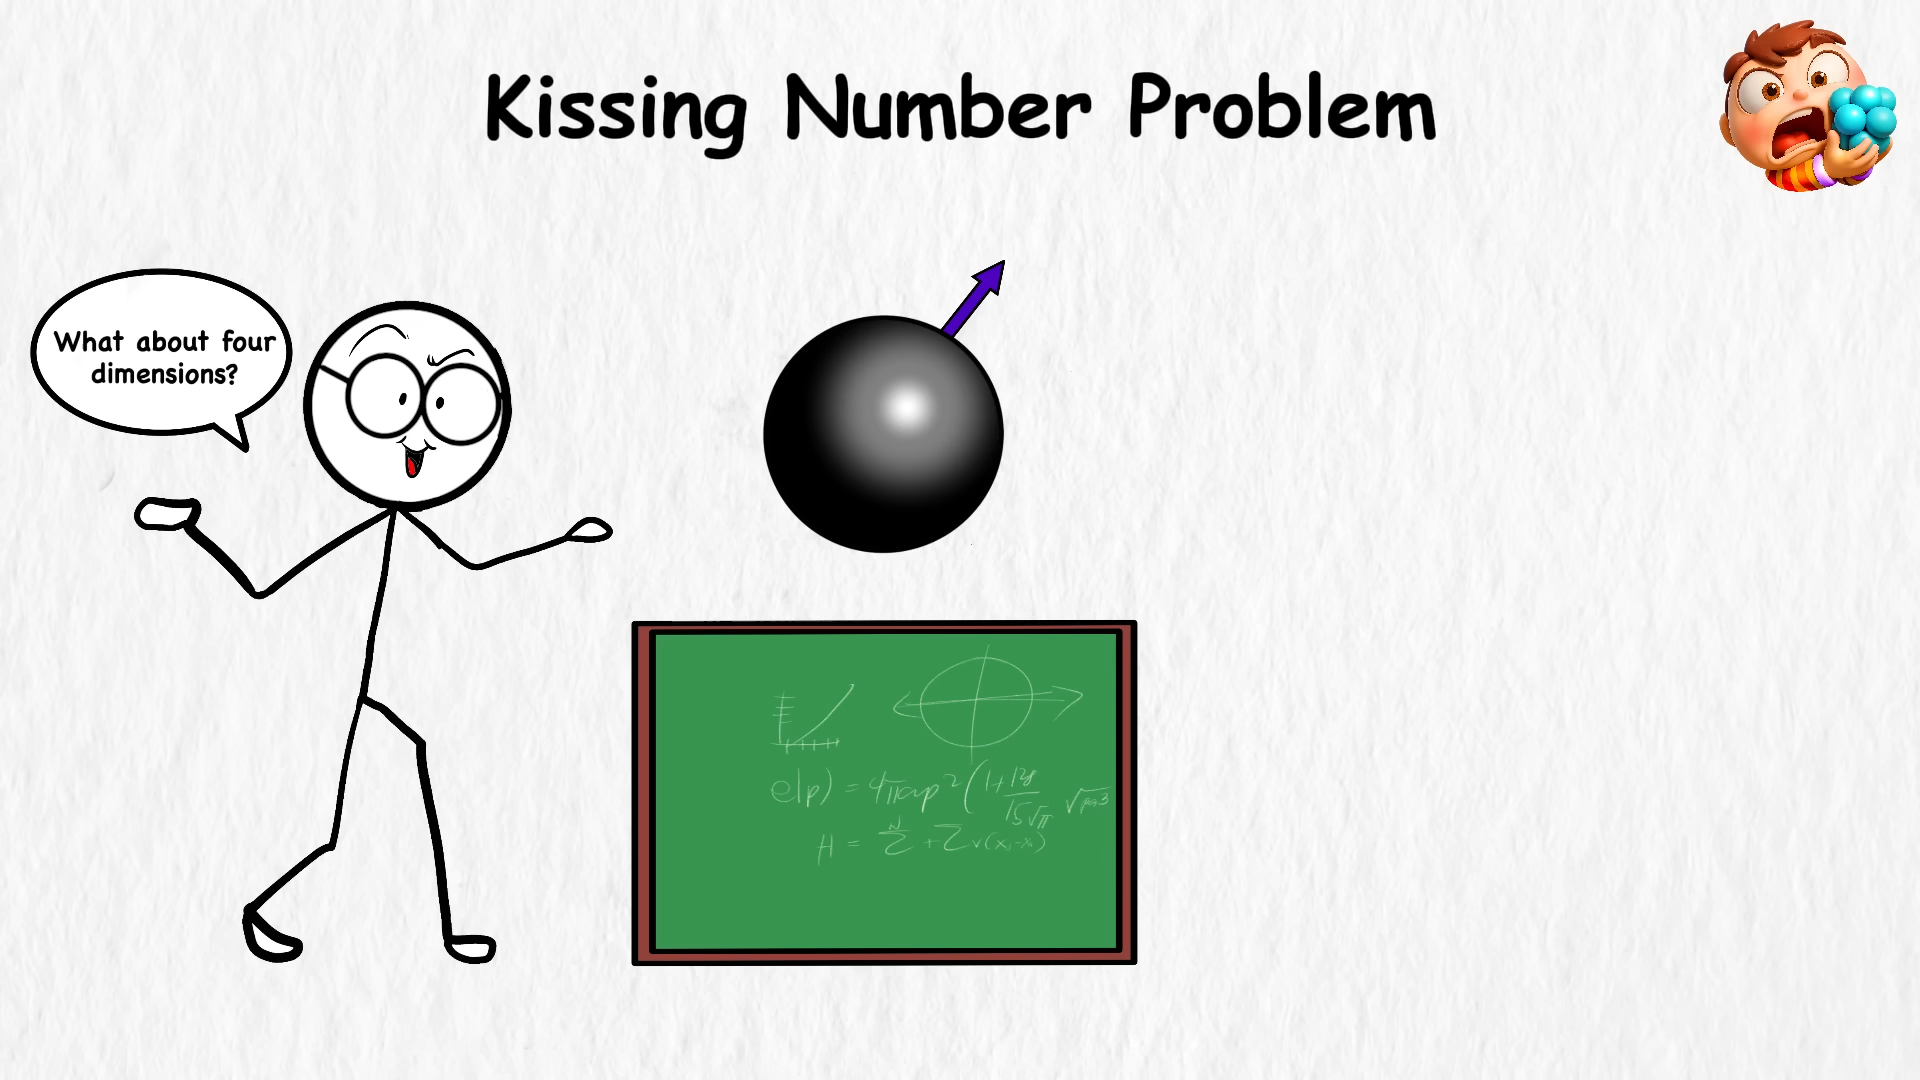 Kissing Number Problem
What about four
dimensions?
H =